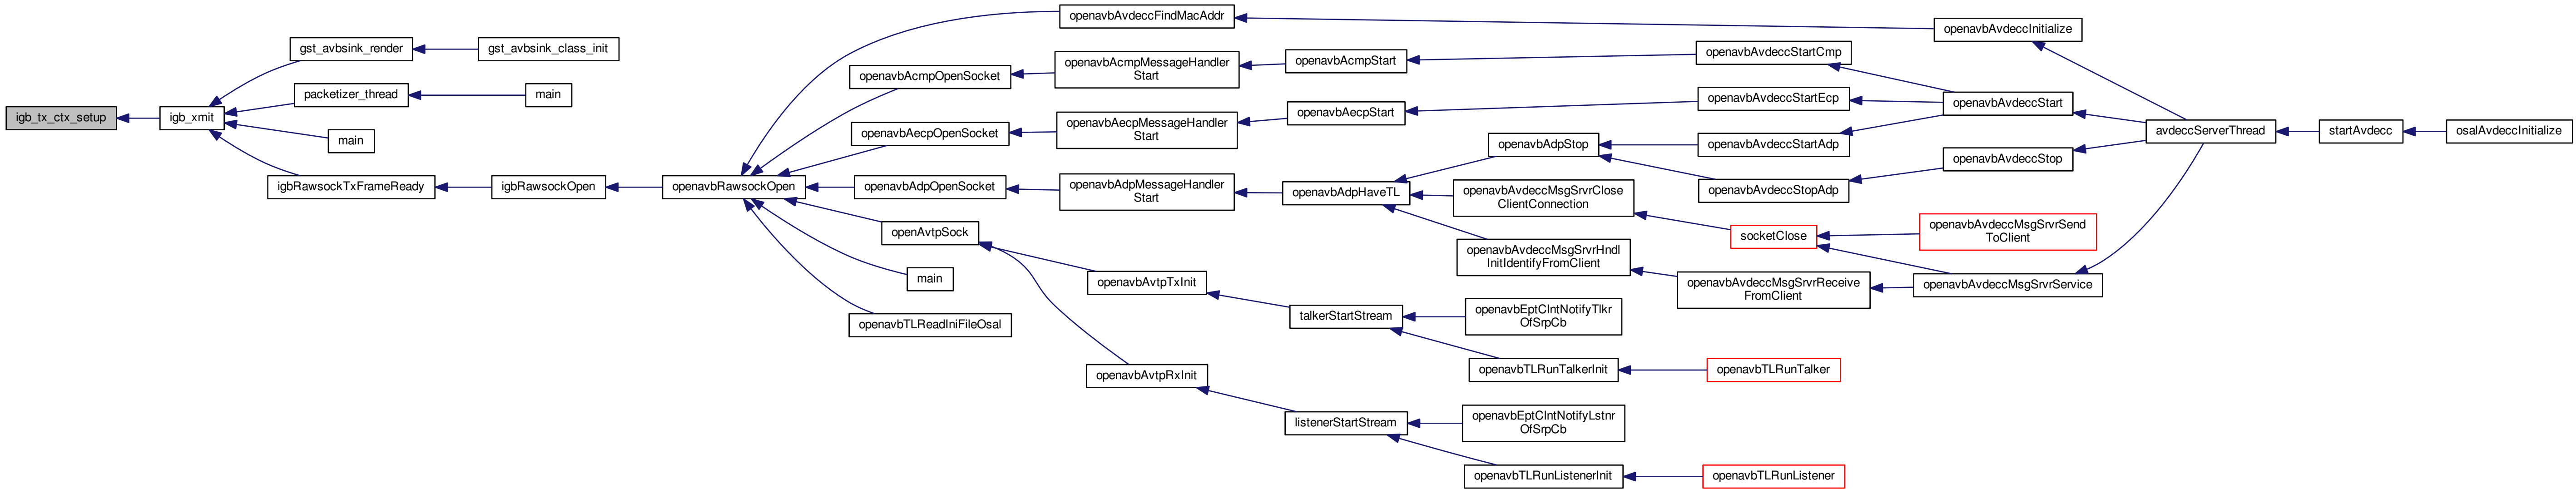 igb_tx_ctx_setup
igb_xmit
gst_avbsink_render
gst_avbsink_class_init
packetizer_thread
main
main
igbRawsockTxFrameReady
igbRawsockOpen
openavbRawsockOpen
openavbAvdeccFindMacAddr
openavbAvdeccInitialize
openavbAcmpOpenSocket
openavbAcmpMessageHandler
Start
openavbAcmpStart
openavbAvdeccStartCmp
openavbAecpOpenSocket
openavbAecpMessageHandler
Start
openavbAecpStart
openavbAvdeccStartEcp
openavbAvdeccStart
avdeccServerThread
startAvdecc
osalAvdeccInitialize
openavbAdpOpenSocket
openavbAdpMessageHandler
Start
openavbAdpHaveTL
openavbAdpStop
openavbAvdeccStartAdp
openavbAvdeccStopAdp
openavbAvdeccStop
openavbAvdeccMsgSrvrClose
ClientConnection
socketClose
openavbAvdeccMsgSrvrSend
ToClient
openavbAvdeccMsgSrvrHndl
InitIdentifyFromClient
openavbAvdeccMsgSrvrReceive
FromClient
openavbAvdeccMsgSrvrService
openAvtpSock
main
openavbTLReadIniFileOsal
openavbAvtpTxInit
talkerStartStream
openavbEptClntNotifyTlkr
OfSrpCb
openavbTLRunTalkerInit
openavbTLRunTalker
openavbAvtpRxInit
listenerStartStream
openavbEptClntNotifyLstnr
OfSrpCb
openavbTLRunListenerInit
openavbTLRunListener